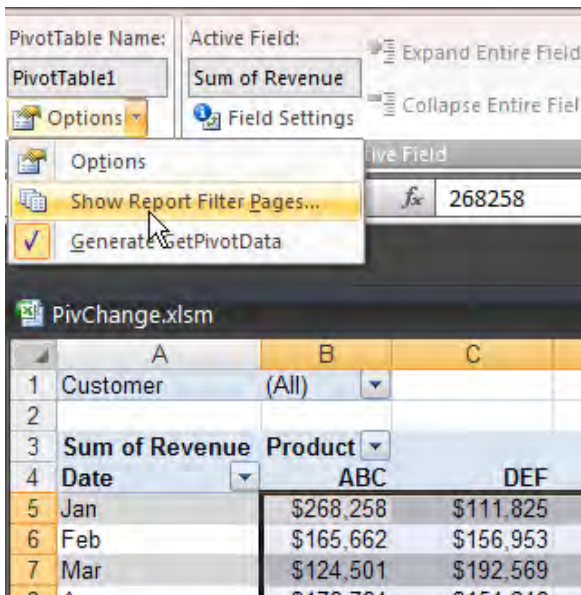 PivotTable Name: Active Field:
PivotTable1 Sum of Revenue Expand Entire Field
Options Field Settings Collapse Entire Fiel
ive Field
Options
Show Report Filter Pages... fx 268258
Generate GetPivotData
PivChange.xlsm
A B C
1 Customer (All)
2
3 Sum of Revenue Product
4 Date ABC DEF
5 Jan $268,258 $111,825
6 Feb $165,662 $156,953
7 Mar $124,501 $192,569